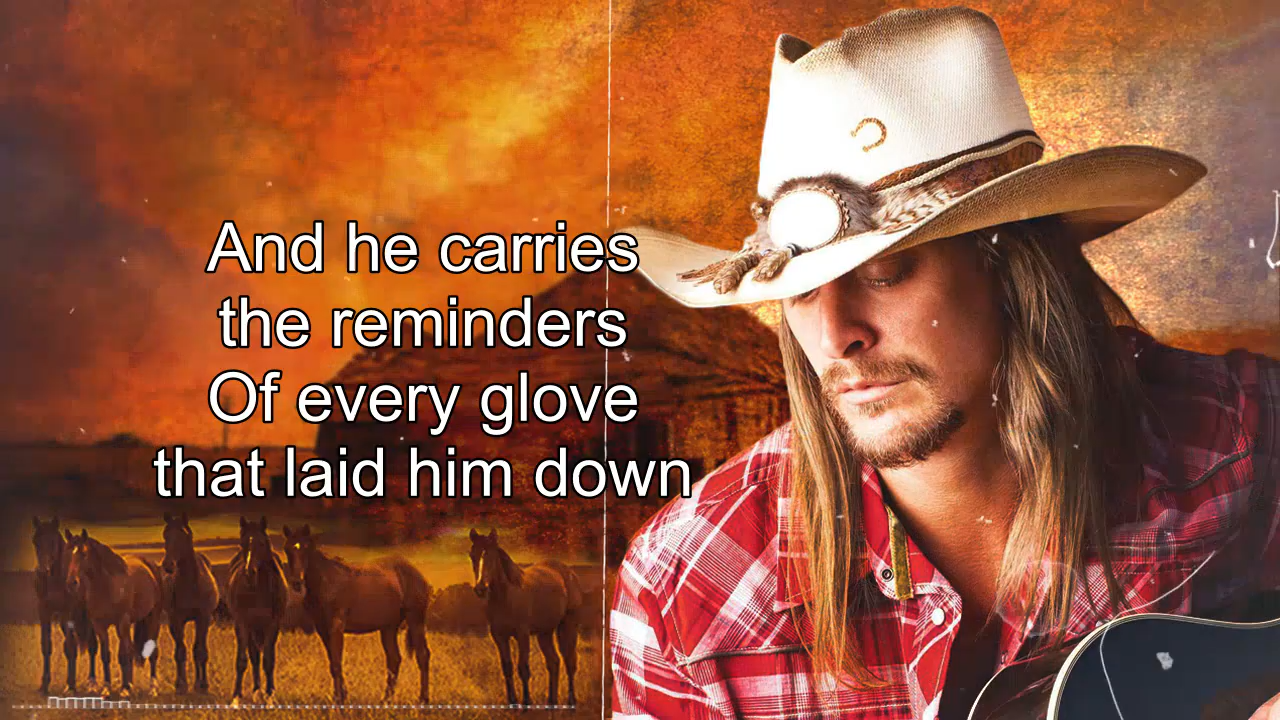 And he carries
the reminders
Of every glove
that laid him down